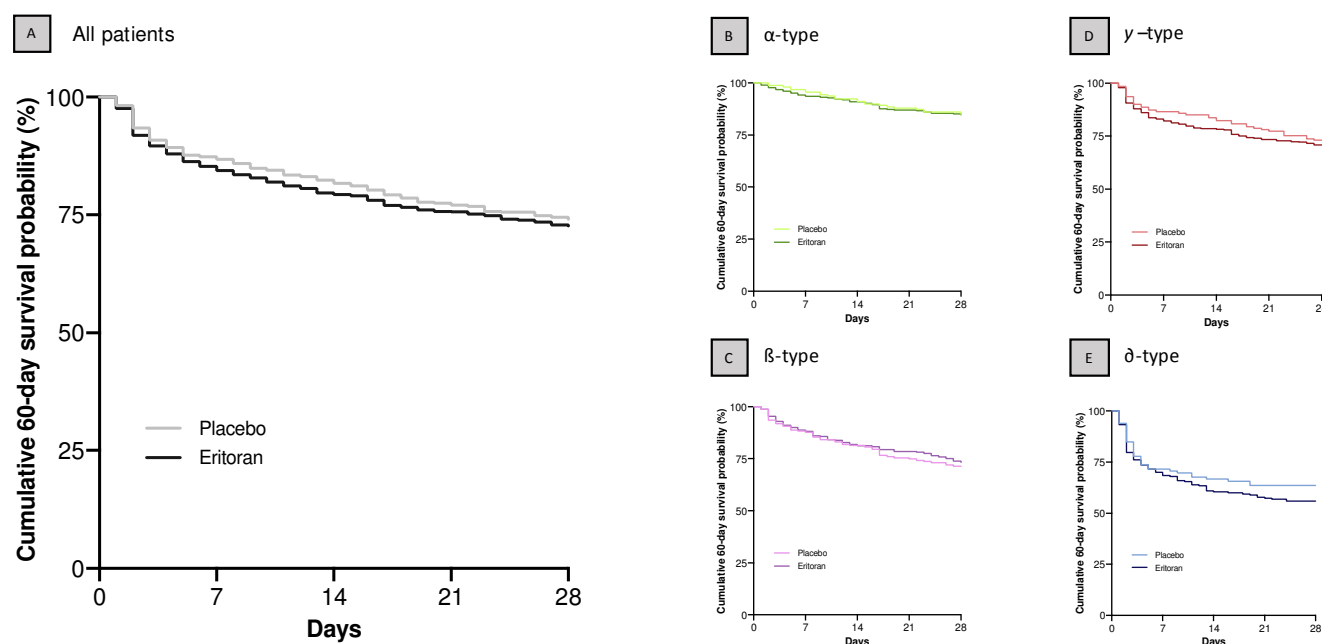 A All patients
Cumulative 60-day survival probability (%)
100
75
50
25
0
Placebo
Eritoran
0 7 14 21 28
Days
B α-type
Cumulative 60-day survival probability (%)
100
75
50
25
0
Placebo
Eritoran
0 7 14 21 28
Days
D y –type
Cumulative 60-day survival probability (%)
100
75
50
25
0
Placebo
Eritoran
0 7 14 21 2
Days
C ß-type
Cumulative 60-day survival probability (%)
100
75
50
25
0
Placebo
Eritoran
0 7 14 21 28
Days
E ∂-type
Cumulative 60-day survival probability (%)
100
75
50
25
0
Placebo
Eritoran
0 7 14 21 28
Days